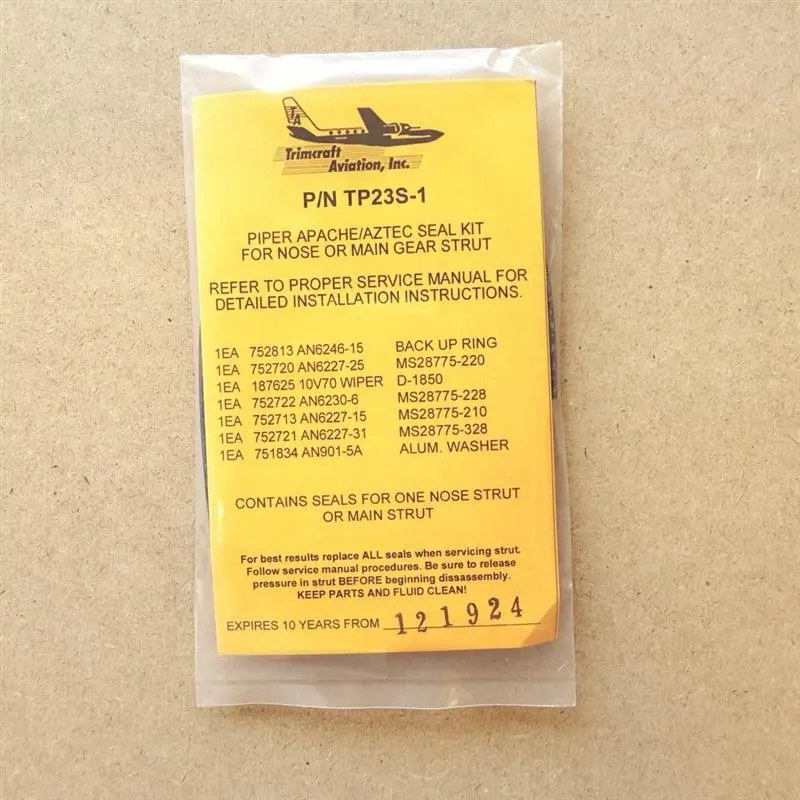 TA
Trimcraft
Aviation, Inc.
P/N TP23S-1
PIPER APACHE/AZTEC SEAL KIT
FOR NOSE OR MAIN GEAR STRUT
REFER TO PROPER SERVICE MANUAL FOR
DETAILED INSTALLATION INSTRUCTIONS.
1EA 752813 AN6246-15 BACK UP RING
1EA 752720 AN6227-25 MS28775-220
1EA 187625 10V70 WIPER D-1850
1EA 752722 AN6230-6 MS28775-228
1EA 752713 AN6227-15 MS28775-210
1EA 752721 AN6227-31 MS28775-328
1EA 751834 AN901-5A ALUM. WASHER
CONTAINS SEALS FOR ONE NOSE STRUT
OR MAIN STRUT
For best results replace ALL seals when servicing strut.
Follow service manual procedures. Be sure to release
pressure in strut BEFORE beginning dissassembly.
KEEP PARTS AND FLUID CLEAN!
EXPIRES 10 YEARS FROM 121924